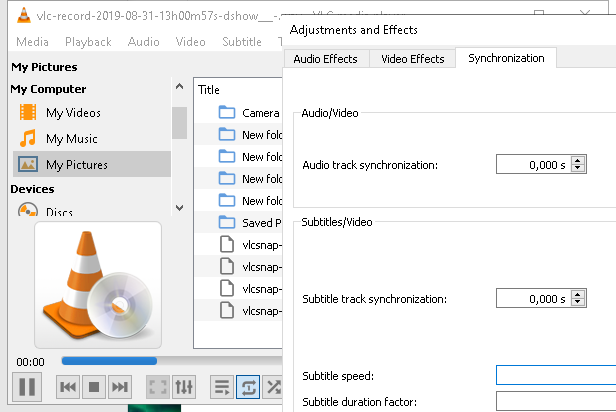 vlc-record-2019-08-31-13h00m57s-dshow___-
Adjustments and Effects
Media Playback Audio Video Subtitle
Audio Effects Video Effects Synchronization
My Pictures
My Computer
My Videos
My Music
My Pictures
Devices
Discs
Title
Camera
New fold
New fold
New fold
New fold
Saved P
vlcsnap-
vlcsnap-
vlcsnap-
vlcsnap-
Audio/Video
Audio track synchronization: 0,000 s
Subtitles/Video
Subtitle track synchronization: 0,000 s
Subtitle speed:
Subtitle duration factor:
00:00